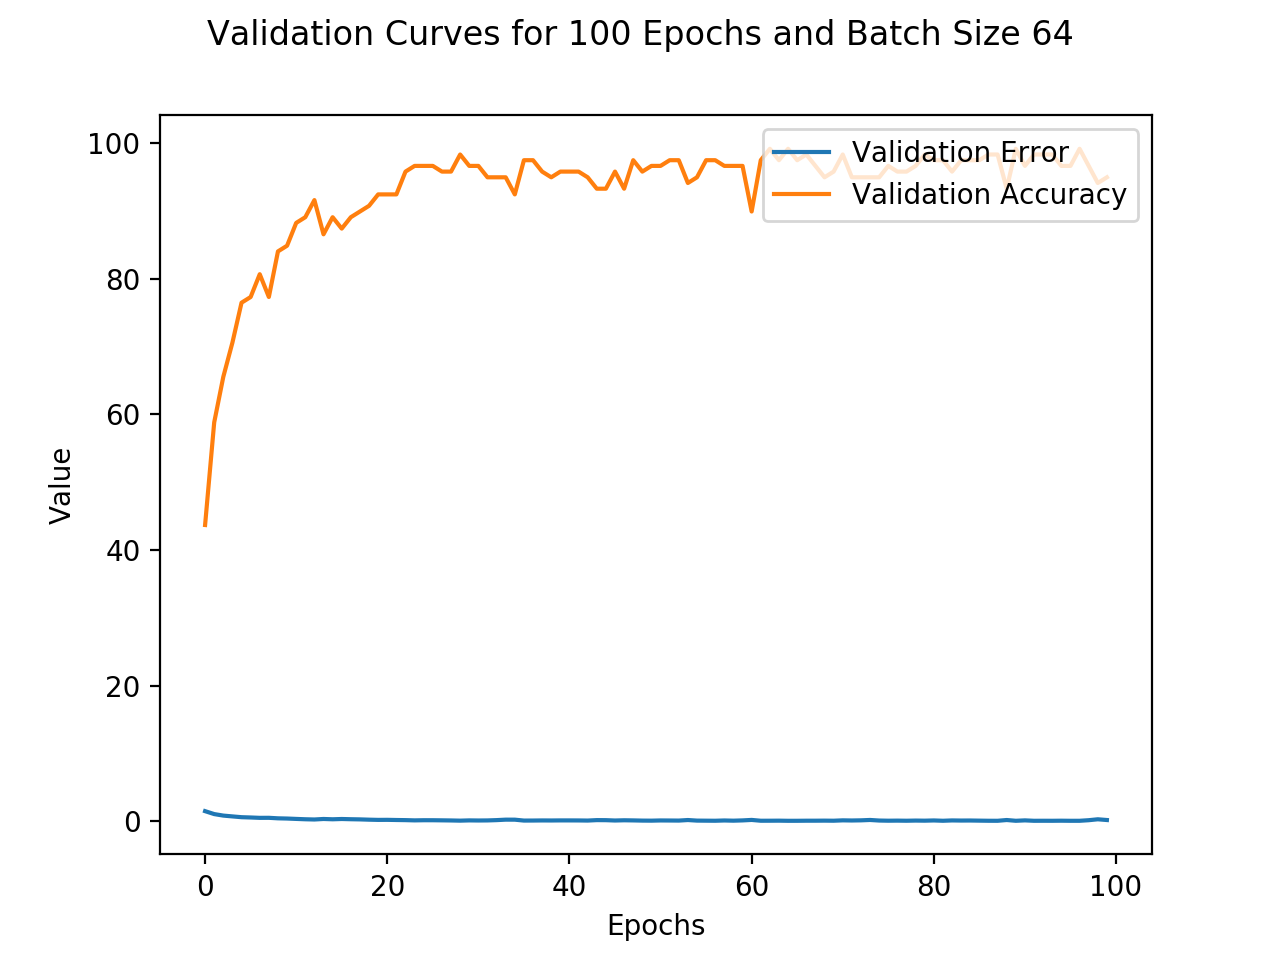 Validation Curves for 100 Epochs and Batch Size 64
100
80
60
40
20
0
Value
Validation Error
Validation Accuracy
0 20 40 60 80 100
Epochs